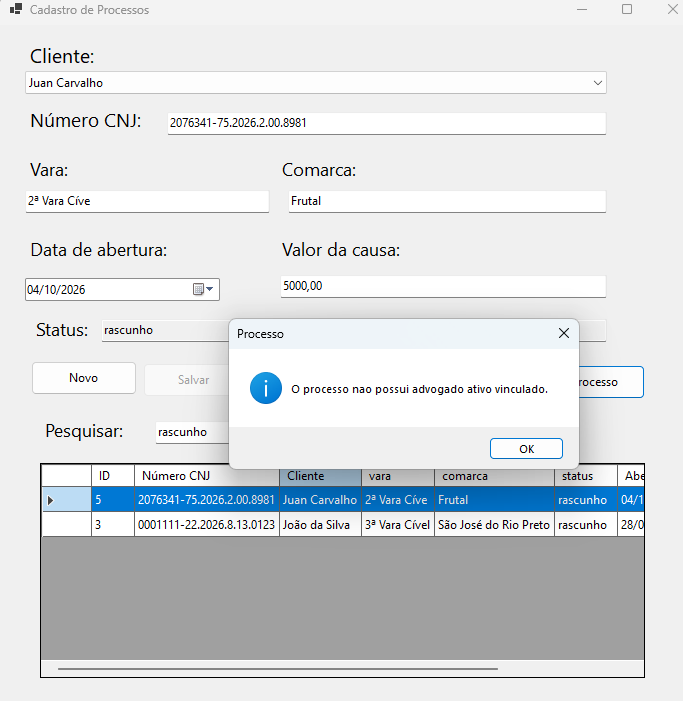 Cadastro de Processos
Cliente:
Juan Carvalho
Número CNJ:
2076341-75.2026.2.00.8981
Vara:
Comarca:
2ª Vara Cíve
Frutal
Data de abertura:
Valor da causa:
04/10/2026
5000,00
Status:
rascunho
Processo
O processo nao possui advogado ativo vinculado.
OK
Novo
Salvar
rocesso
Pesquisar:
rascunho
ID Número CNJ Cliente vara comarca status Abe
5 2076341-75.2026.2.00.8981 Juan Carvalho 2ª Vara Cíve Frutal rascunho 04/1
3 0001111-22.2026.8.13.0123 João da Silva 3ª Vara Cível São José do Rio Preto rascunho 28/0